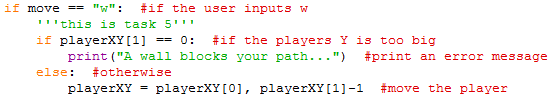 if move == "w":  #if the user inputs w
    '''this is task 5'''
    if playerXY[1] == 0:  #if the players Y is too big
        print("A wall blocks your path...")  #print an error message
    else:  #otherwise
        playerXY = playerXY[0], playerXY[1]-1  #move the player